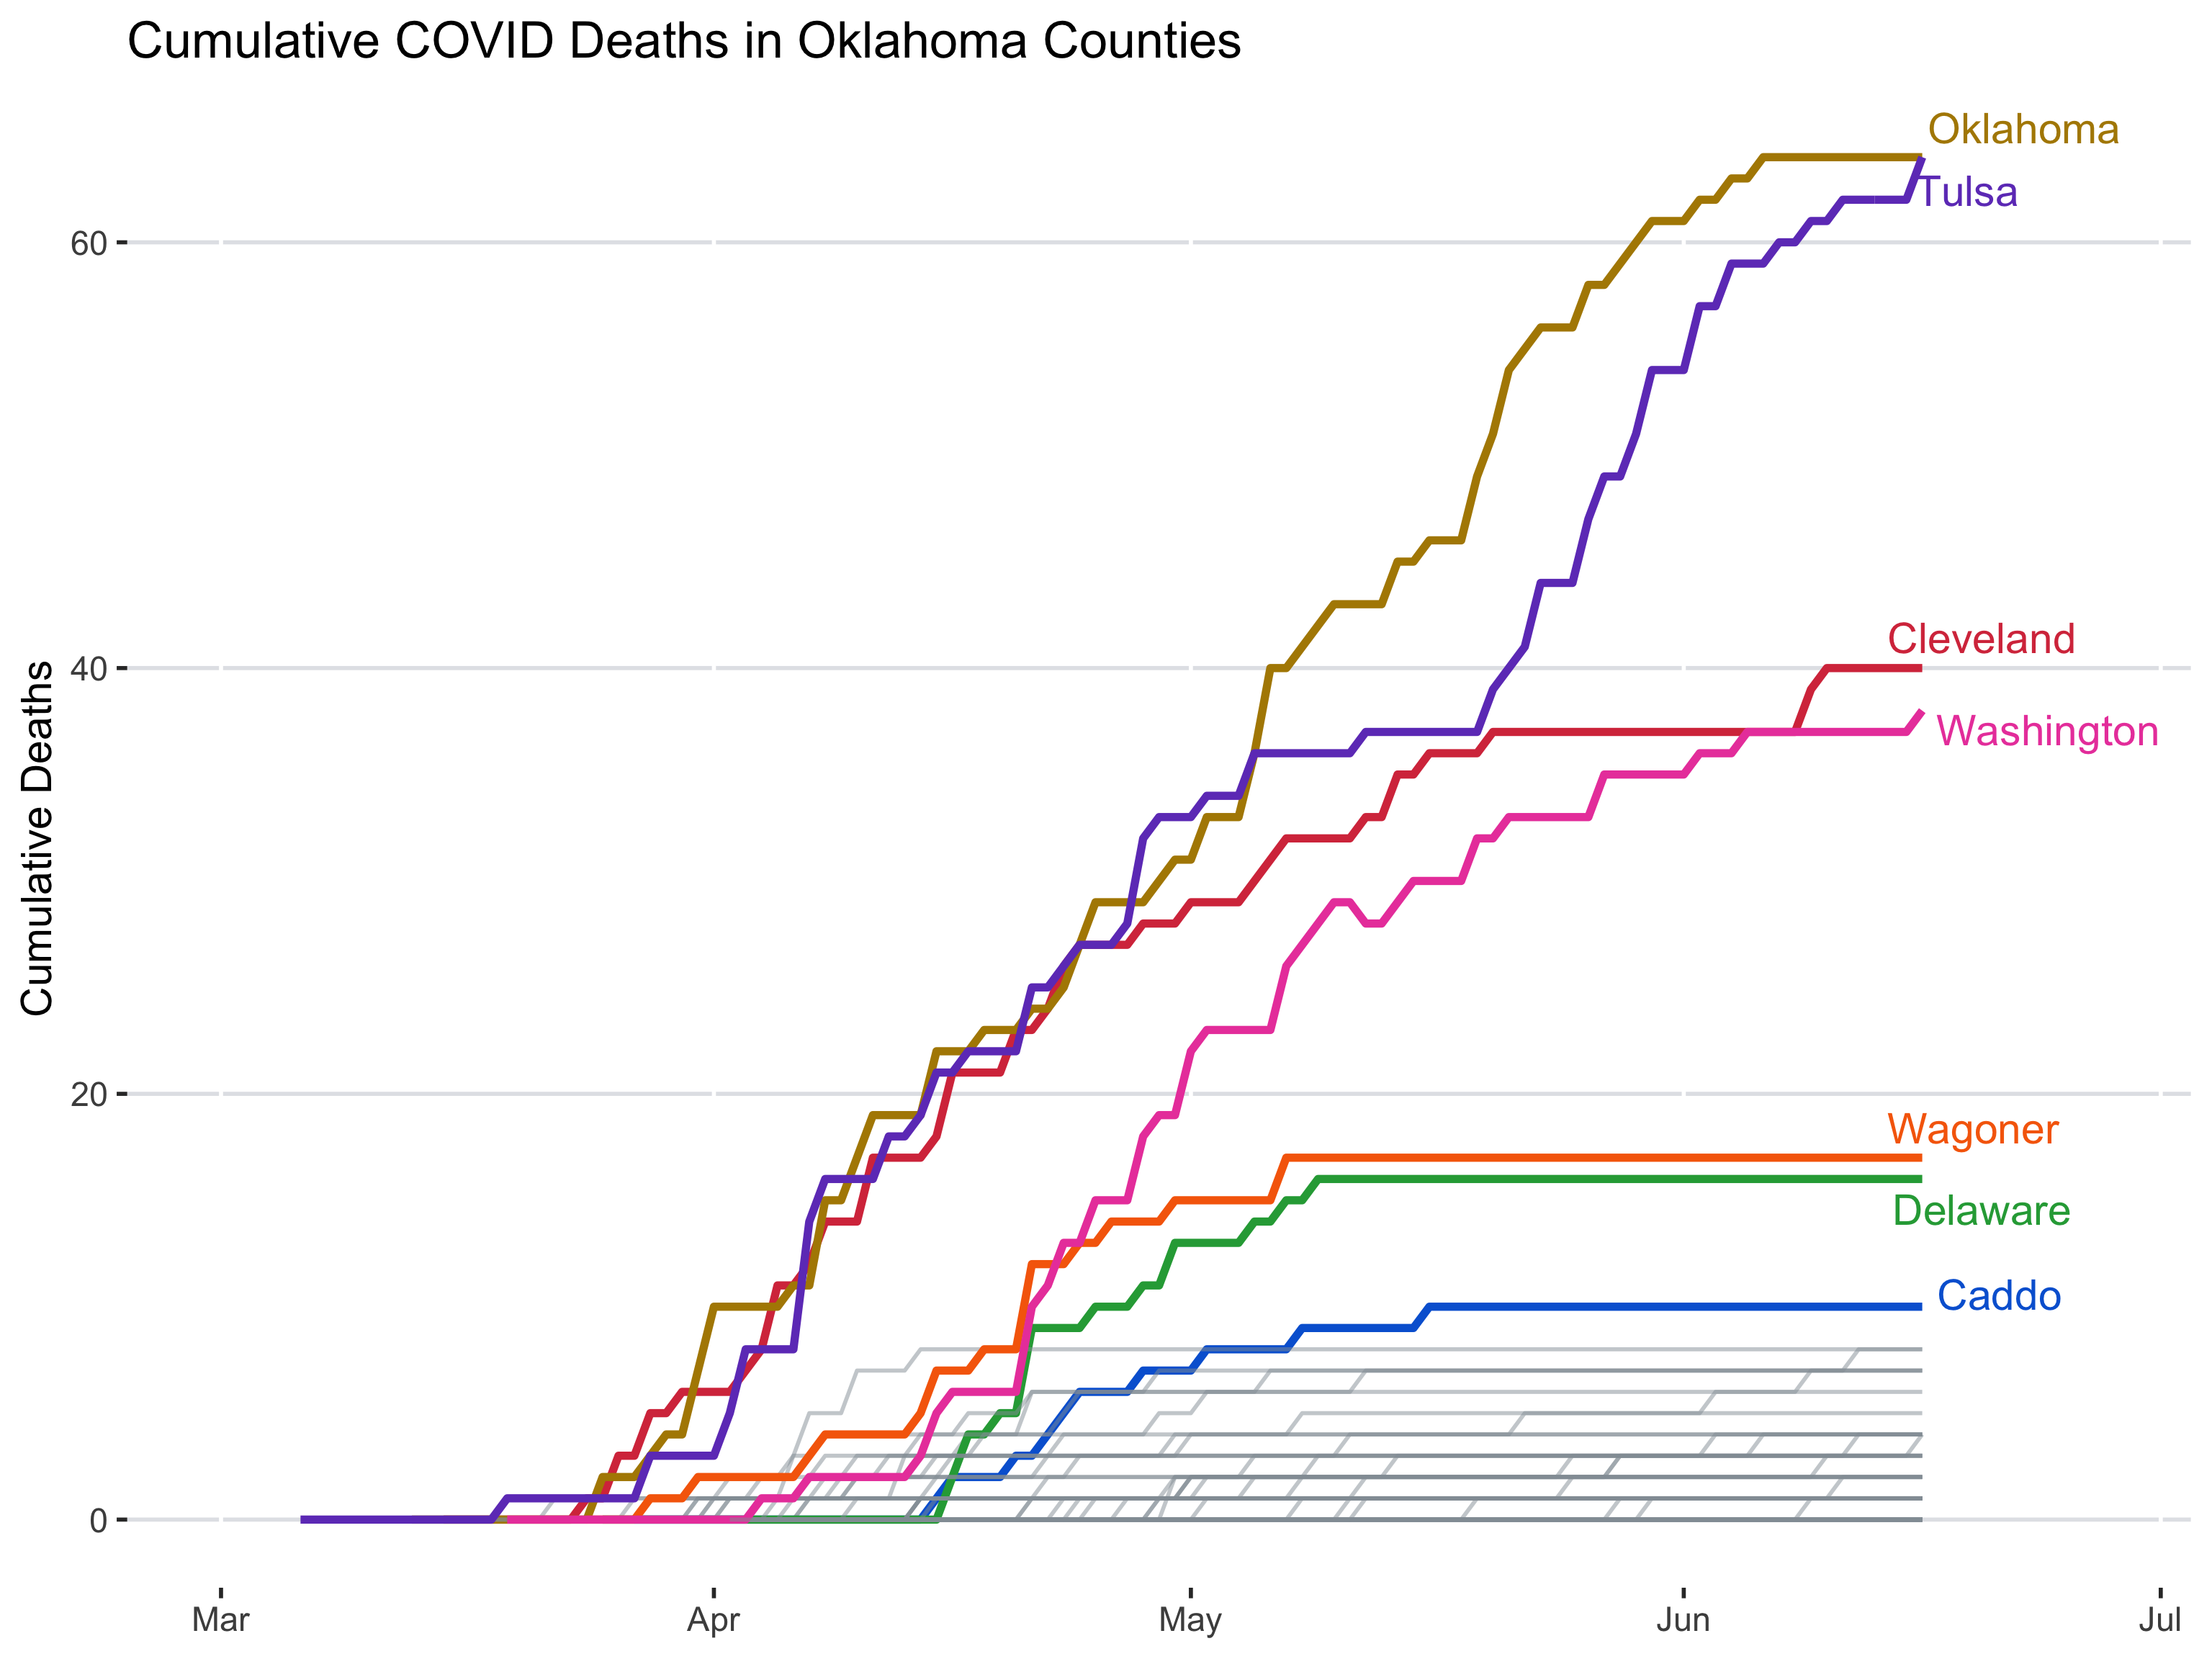 Cumulative COVID Deaths in Oklahoma Counties
Oklahoma
Tulsa
60
Cleveland
40
Washington
Cumulative Deaths
20
Wagoner
Delaware
Caddo
0
Mar Apr May Jun Jul